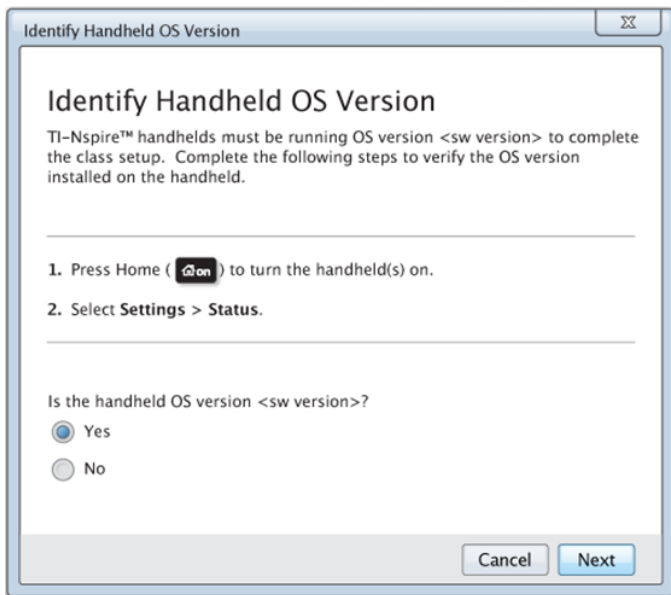 Identify Handheld OS Version
Identify Handheld OS Version
TI-Nspire™ handhelds must be running OS version <sw version> to complete
the class setup. Complete the following steps to verify the OS version
installed on the handheld.
1. Press Home ( on ) to turn the handheld(s) on.
2. Select Settings > Status.
Is the handheld OS version <sw version>?
Yes
No
Cancel Next